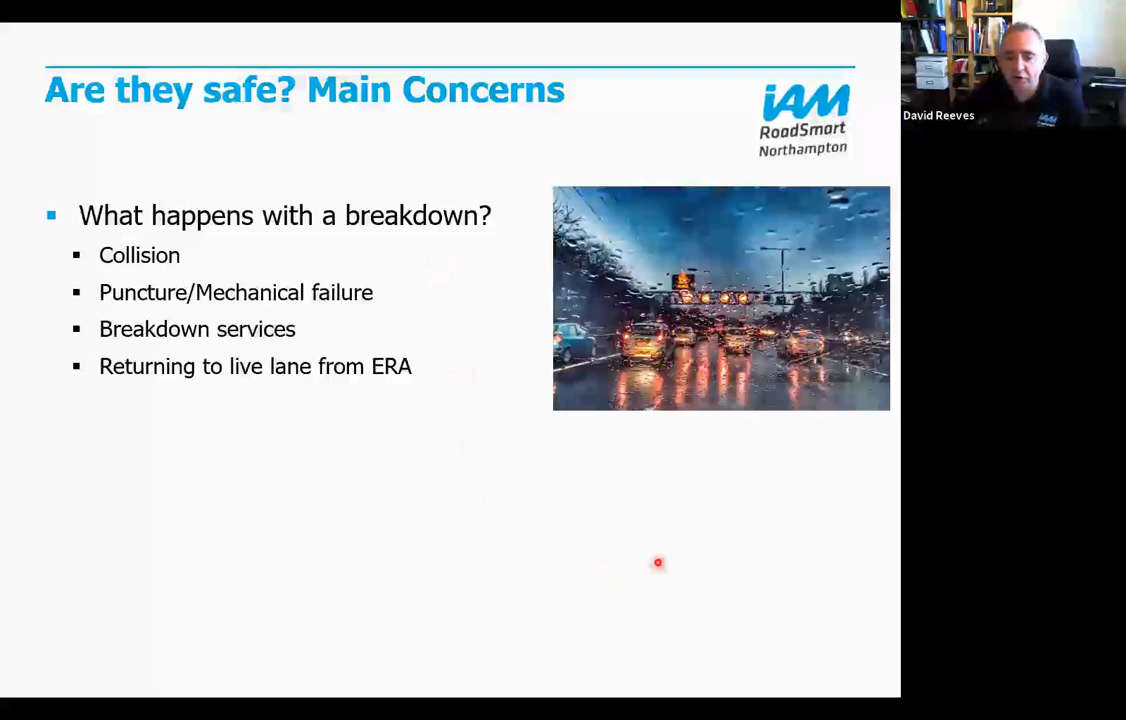 Are they safe? Main Concerns
iAM
RoadSmart
Northampton
David Reeves
What happens with a breakdown?
Collision
Puncture/Mechanical failure
Breakdown services
Returning to live lane from ERA